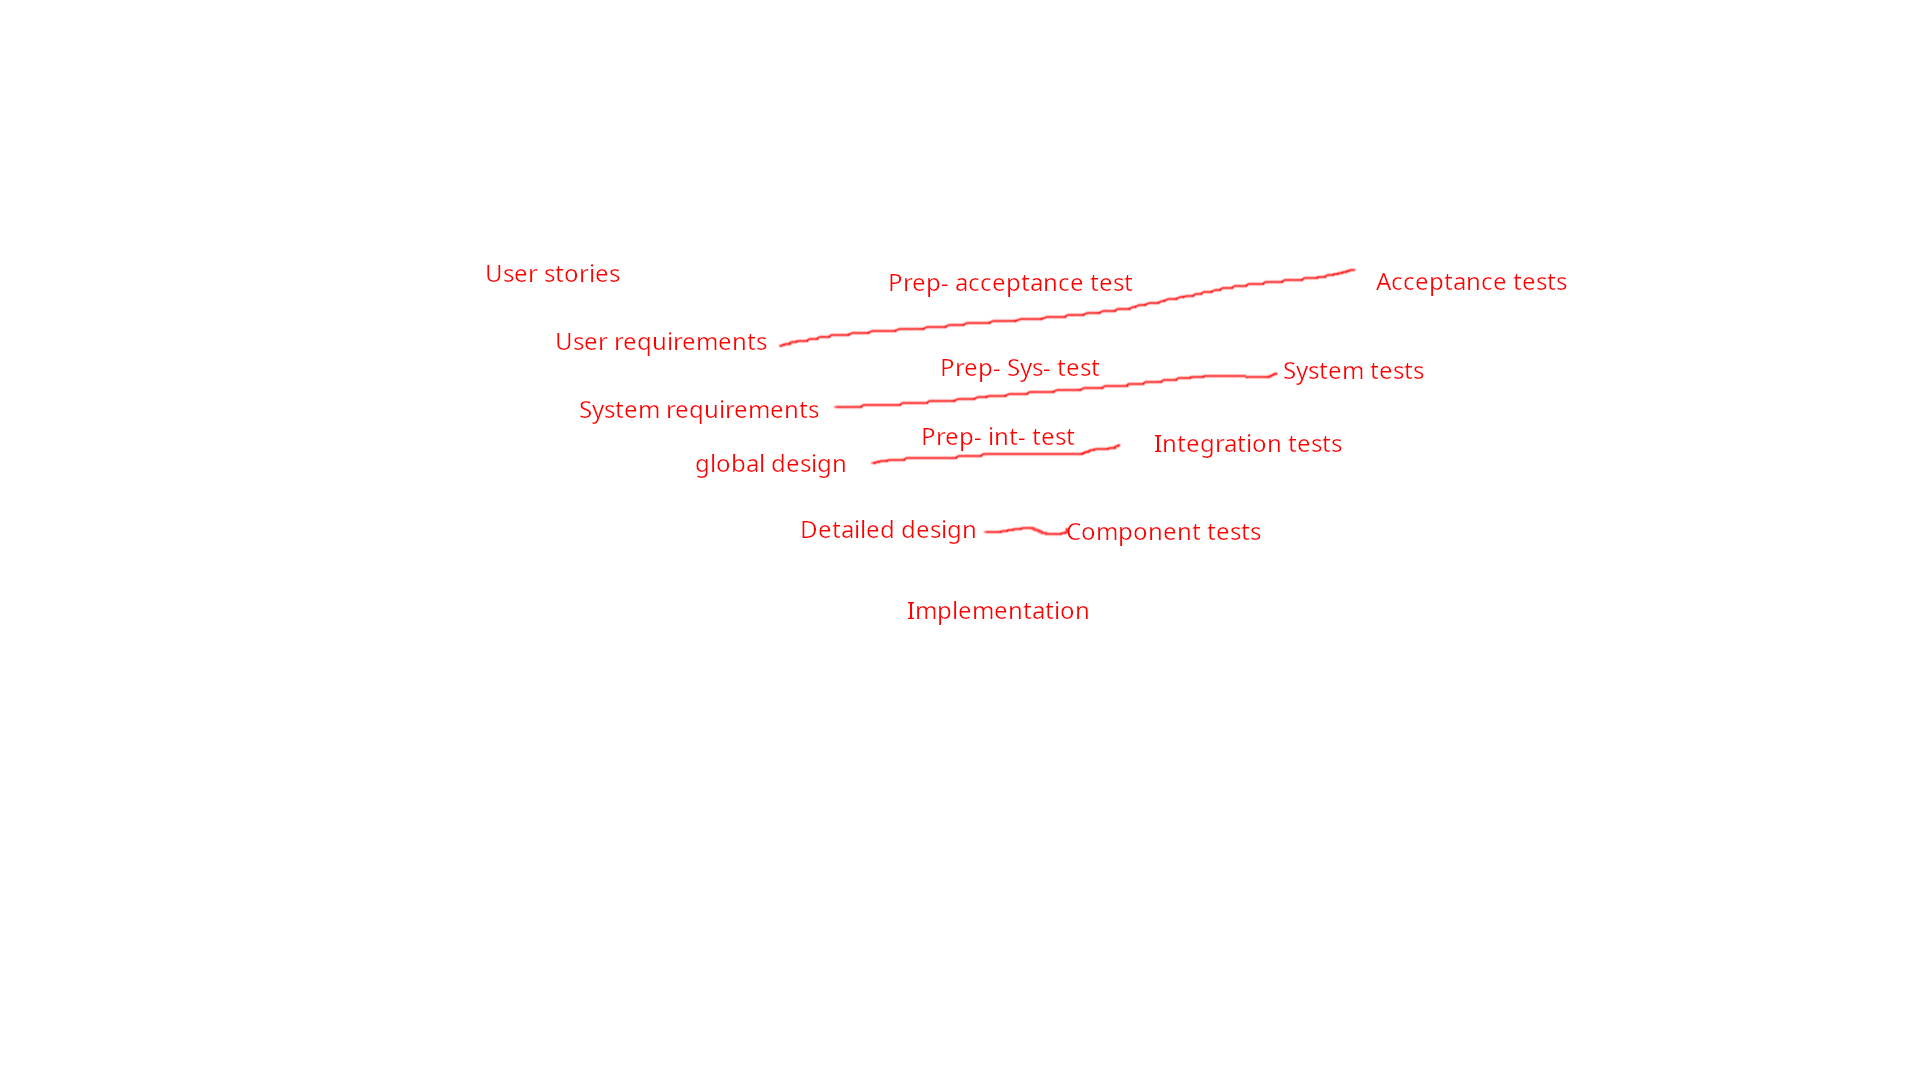 User stories
Prep- acceptance test
Acceptance tests
User requirements
Prep- Sys- test
System tests
System requirements
Prep- int- test
Integration tests
global design
Detailed design
Component tests
Implementation